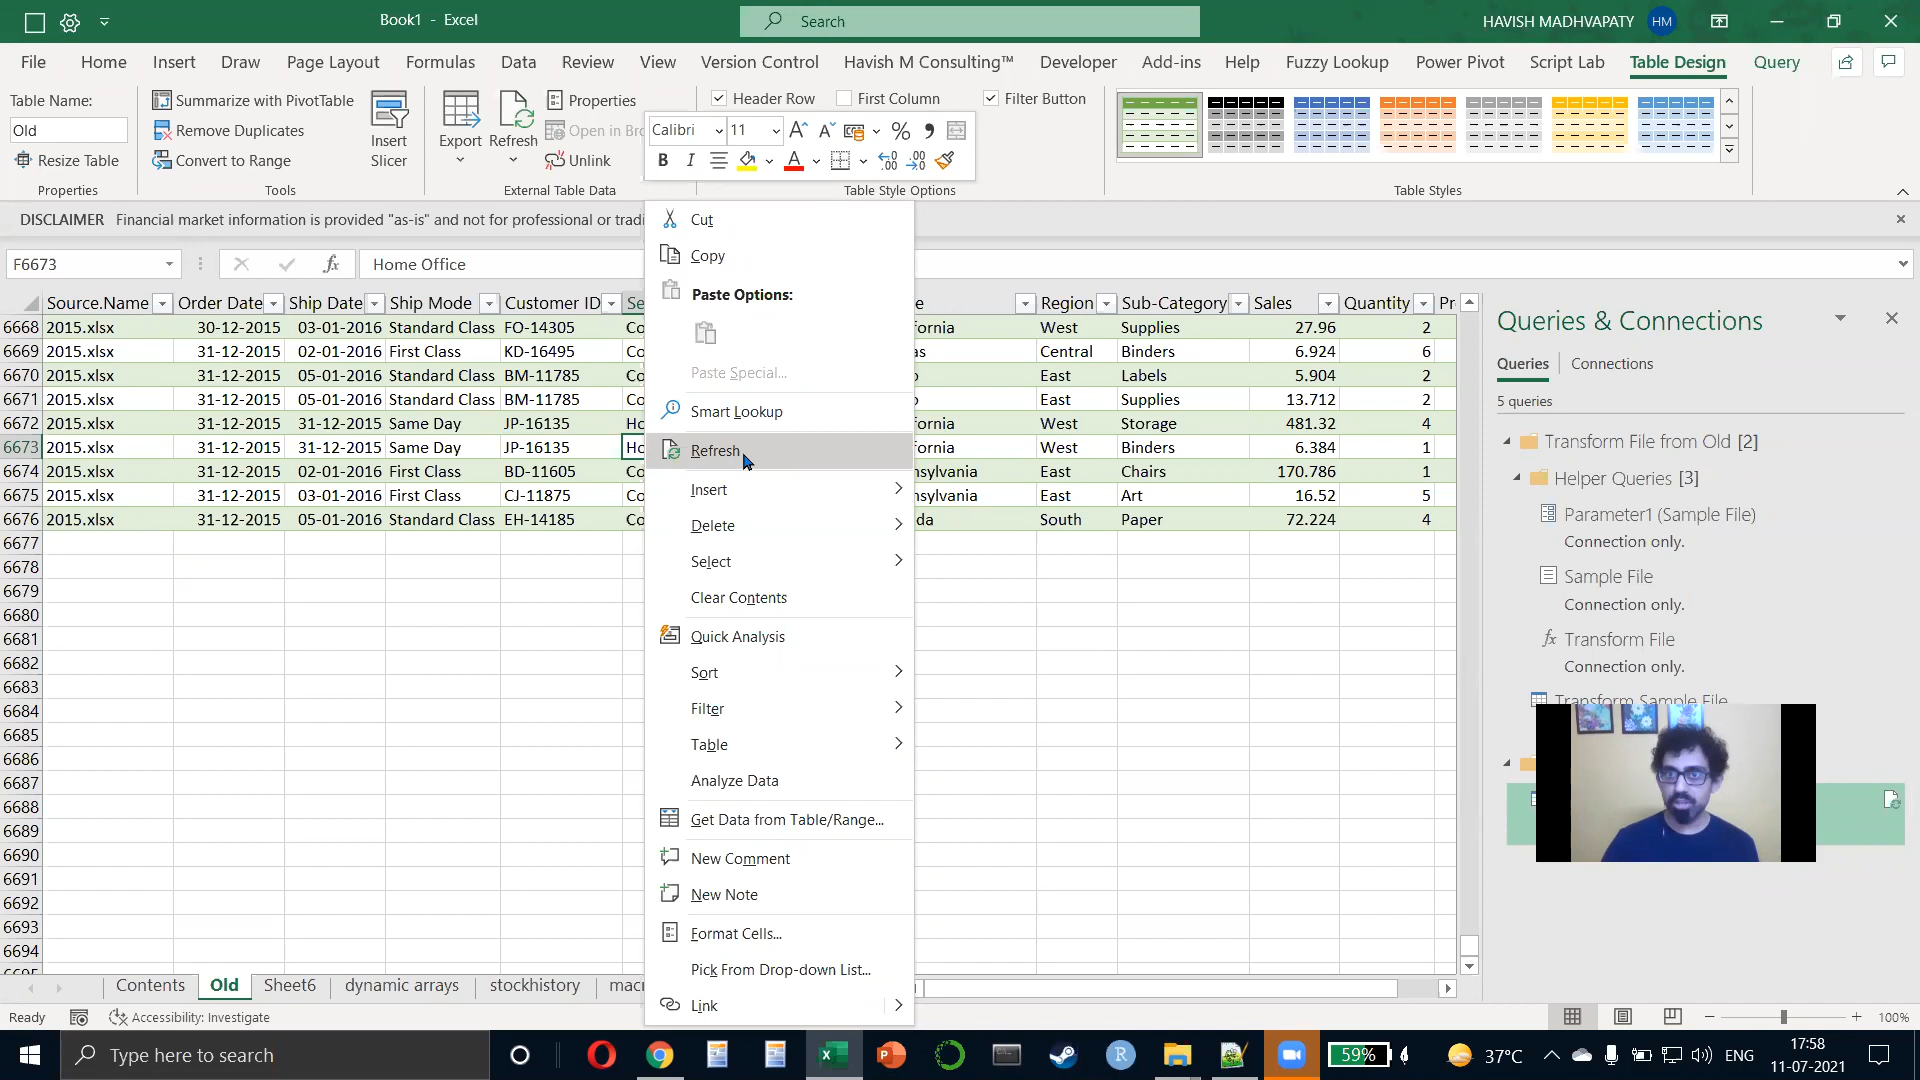 Book1 - Excel
Search
HAVISH MADHVAPATY HM
File Home Insert Draw Page Layout Formulas Data Review View Version Control Havish M Consulting™ Developer Add-ins Help Fuzzy Lookup Power Pivot Script Lab Table Design Query
Table Name:
Old
Resize Table
Properties
Summarize with PivotTable
Remove Duplicates
Convert to Range
Insert
Slicer
Tools
Export
Refresh
Properties
Open in Bro
Unlink
External Table Data
Header Row First Column Filter Button
Table Style Options
Calibri 11
B I A
Table Styles
DISCLAIMER Financial market information is provided "as-is" and not for professional or tradi
F6673 fx Home Office
Source.Name Order Date Ship Date Ship Mode Customer ID Se e Region Sub-Category Sales Quantity Pr
6668 2015.xlsx 30-12-2015 03-01-2016 Standard Class FO-14305 Co fornia West Supplies 27.96 2
6669 2015.xlsx 31-12-2015 02-01-2016 First Class KD-16495 Co as Central Binders 6.924 6
6670 2015.xlsx 31-12-2015 05-01-2016 Standard Class BM-11785 Co o East Labels 5.904 2
6671 2015.xlsx 31-12-2015 05-01-2016 Standard Class BM-11785 Co o East Supplies 13.712 2
6672 2015.xlsx 31-12-2015 31-12-2015 Same Day JP-16135 Ho fornia West Storage 481.32 4
6673 2015.xlsx 31-12-2015 31-12-2015 Same Day JP-16135 Ho fornia West Binders 6.384 1
6674 2015.xlsx 31-12-2015 02-01-2016 First Class BD-11605 Co nsylvania East Chairs 170.786 1
6675 2015.xlsx 31-12-2015 03-01-2016 First Class CJ-11875 Co nsylvania East Art 16.52 5
6676 2015.xlsx 31-12-2015 05-01-2016 Standard Class EH-14185 Co da South Paper 72.224 4
6677
6678
6679
6680
6681
6682
6683
6684
6685
6686
6687
6688
6689
6690
6691
6692
6693
6694
6695
Cut
Copy
Paste Options:
Paste Special...
Smart Lookup
Refresh
Insert
Delete
Select
Clear Contents
Quick Analysis
Sort
Filter
Table
Analyze Data
Get Data from Table/Range...
New Comment
New Note
Format Cells...
Pick From Drop-down List...
Link
Queries & Connections
Queries Connections
5 queries
Transform File from Old [2]
Helper Queries [3]
Parameter1 (Sample File)
Connection only.
Sample File
Connection only.
fx Transform File
Connection only.
Transform Sample File
Contents Old Sheet6 dynamic arrays stockhistory macr
Ready Accessibility: Investigate 100%
Type here to search
59% 37°C ENG 17:58
11-07-2021